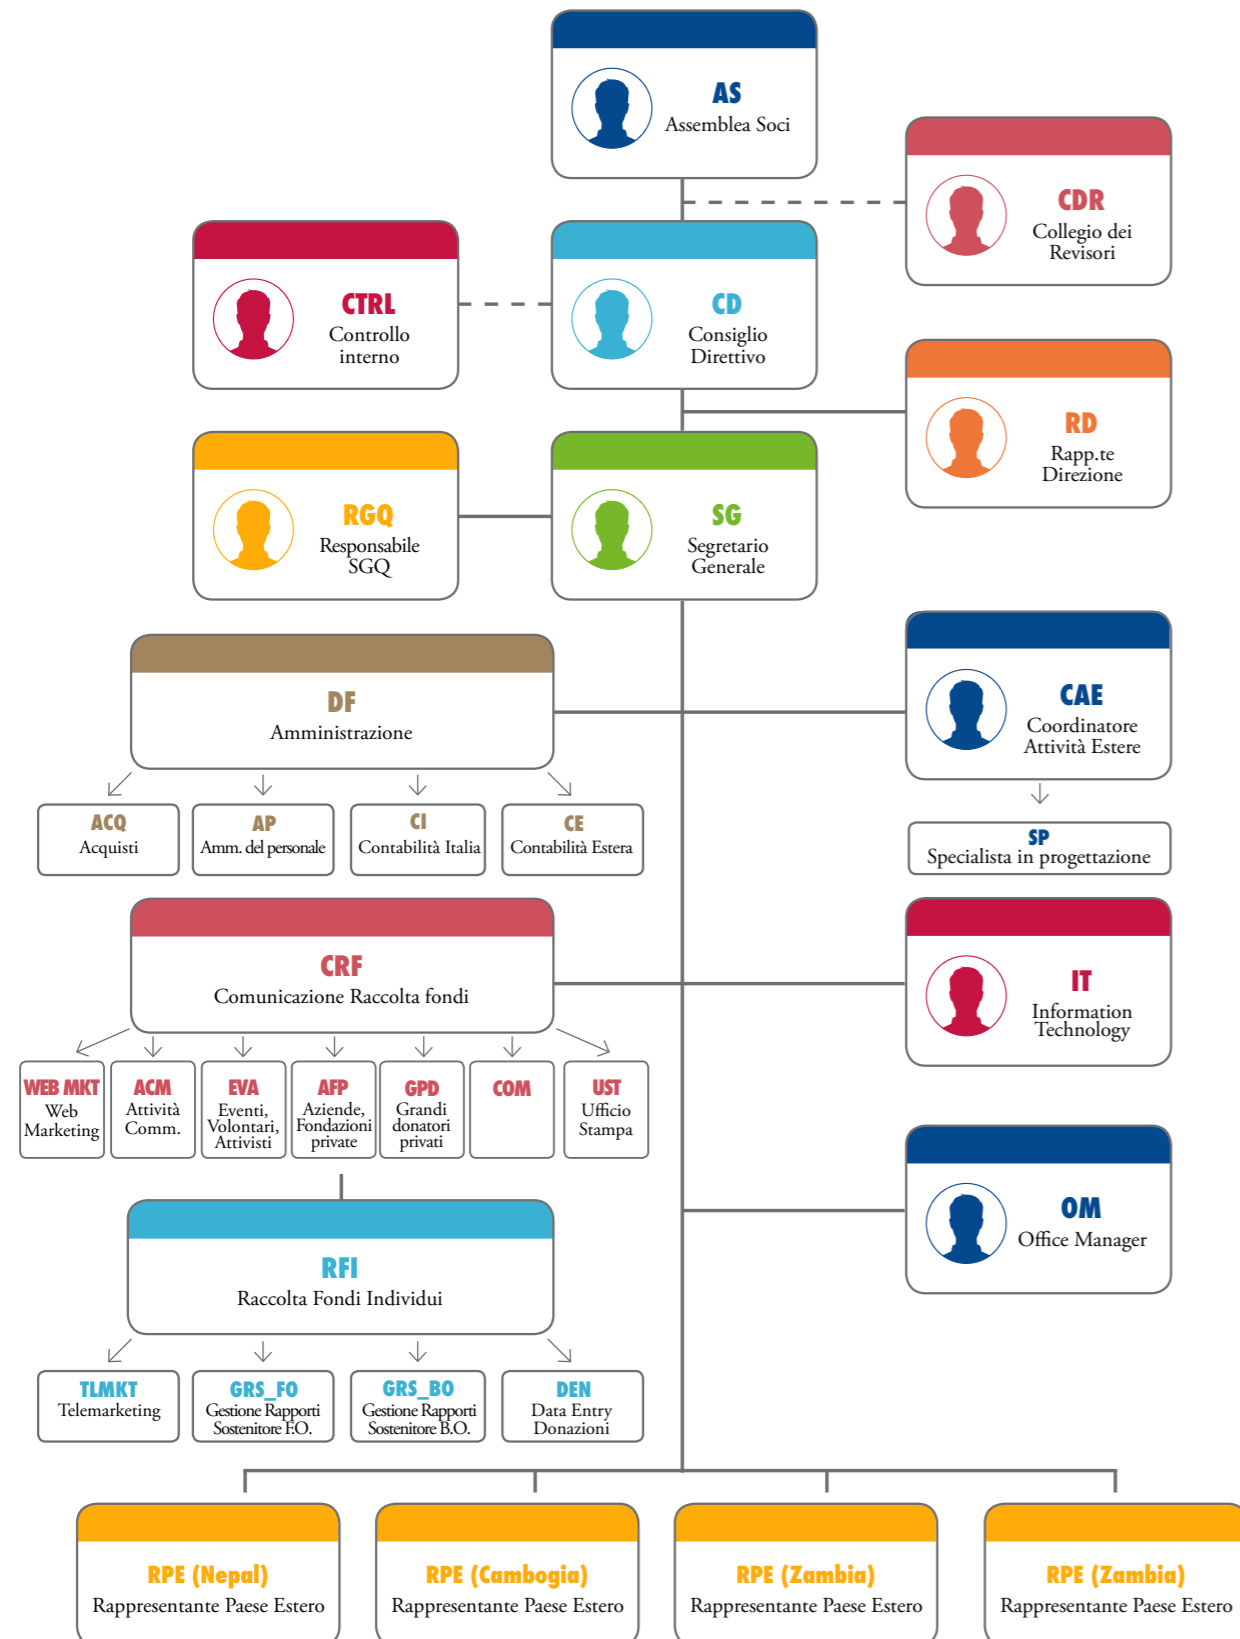 AS
Assemblea Soci
CDR
Collegio dei
Revisori
CTRL
Controllo
interno
CD
Consiglio
Direttivo
RD
Rapp.te
Direzione
RGQ
Responsabile
SGQ
SG
Segretario
Generale
DF
Amministrazione
CAE
Coordinatore
Attività Estere
ACQ
Acquisti
AP
Amm. del personale
CI
Contabilità Italia
CE
Contabilità Estera
SP
Specialista in progettazione
CRF
Comunicazione Raccolta fondi
IT
Information
Technology
WEB MKT
Web
Marketing
ACM
Attività
Comm.
EVA
Eventi,
Volontari,
Attivisti
AFP
Aziende,
Fondazioni
private
GPD
Grandi
donatori
privati
COM
UST
Ufficio
Stampa
OM
Office Manager
RFI
Raccolta Fondi Individui
TLMKT
Telemarketing
GRS_FO
Gestione Rapporti
Sostenitore F.O.
GRS_BO
Gestione Rapporti
Sostenitore B.O.
DEN
Data Entry
Donazioni
RPE (Nepal)
Rappresentante Paese Estero
RPE (Cambogia)
Rappresentante Paese Estero
RPE (Zambia)
Rappresentante Paese Estero
RPE (Zambia)
Rappresentante Paese Estero